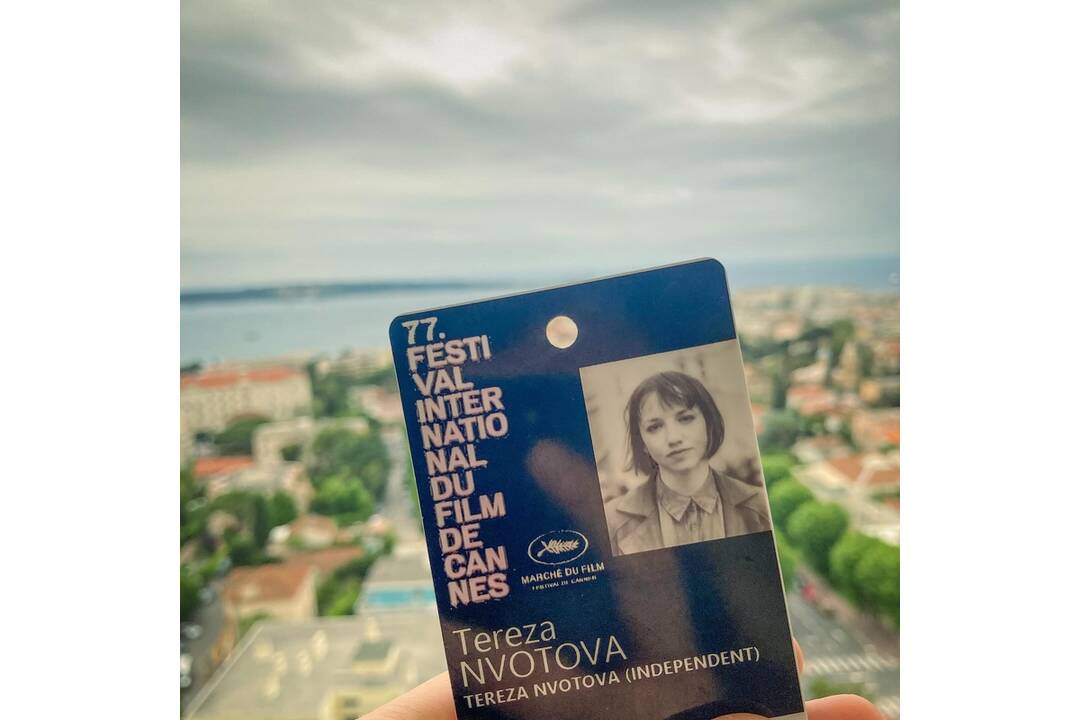 77.
FESTI
VAL
INTER
NATIO
NAL
DU
FILM
DE
CAN
NES
MARCHÉ DU FILM
FESTIVAL DE CANNES
Tereza
NVOTOVA
TEREZA NVOTOVA (INDEPENDENT)